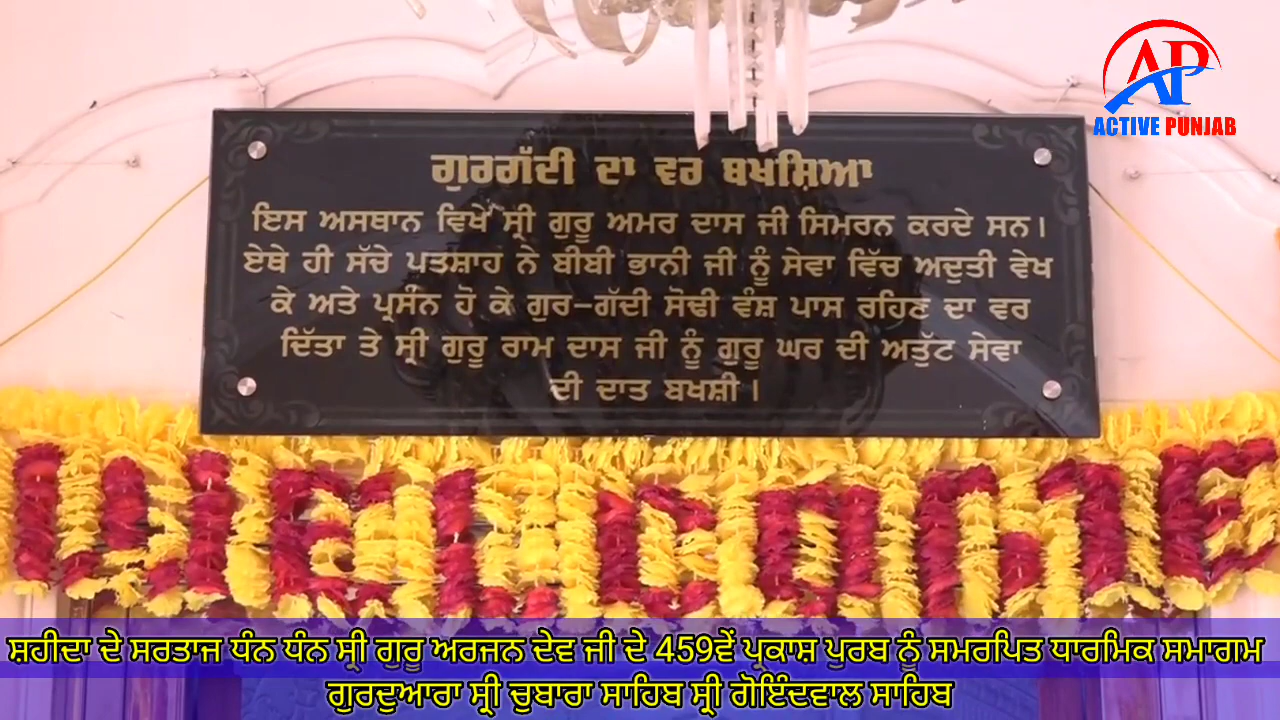 AP
ACTIVE PUNJAB
ਗੁਰਗੱਦੀ ਦਾ ਵਰ ਬਖਸ਼ਿਆ
ਇਸ ਅਸਥਾਨ ਵਿਖੇਂ ਸ੍ਰੀ ਗੁਰੂ ਅਮਰ ਦਾਸ ਜੀ ਸਿਮਰਨ ਕਰਦੇ ਸਨ।
ਏਥੇ ਹੀ ਸੱਚੇ ਪਤਸ਼ਾਹ ਨੇ ਬੀਬੀ ਭਾਨੀ ਜੀ ਨੂੰ ਸੇਵਾ ਵਿੱਚ ਅਦੁਤੀ ਵੇਖ
ਕੇ ਅਤੇ ਪ੍ਰਸੰਨ ਹੋ ਕੇ ਗੁਰ-ਗੱਦੀ ਸੋਢੀ ਵੰਸ਼ ਪਾਸ ਰਹਿਣ ਦਾ ਵਰ
ਦਿੱਤਾ ਤੇ ਸ੍ਰੀ ਗੁਰੂ ਰਾਮ ਦਾਸ ਜੀ ਨੂੰ ਗੁਰੂ ਘਰ ਦੀ ਅਤੁੱਟ ਸੇਵਾ
ਦੀ ਦਾਤ ਬਖਸ਼ੀ।
ਸ਼ਹੀਦਾ ਦੇ ਸਰਤਾਜ ਧੰਨ ਧੰਨ ਸ੍ਰੀ ਗੁਰੂ ਅਰਜਨ ਦੇਵ ਜੀ ਦੇ 459ਵੇਂ ਪ੍ਰਕਾਸ਼ ਪੁਰਬ ਨੂੰ ਸਮਰਪਿਤ ਧਾਰਮਿਕ ਸਮਾਗਮ
ਗੁਰਦੁਆਰਾ ਸ੍ਰੀ ਚੁਬਾਰਾ ਸਾਹਿਬ ਸ੍ਰੀ ਗੋਇੰਦਵਾਲ ਸਾਹਿਬ